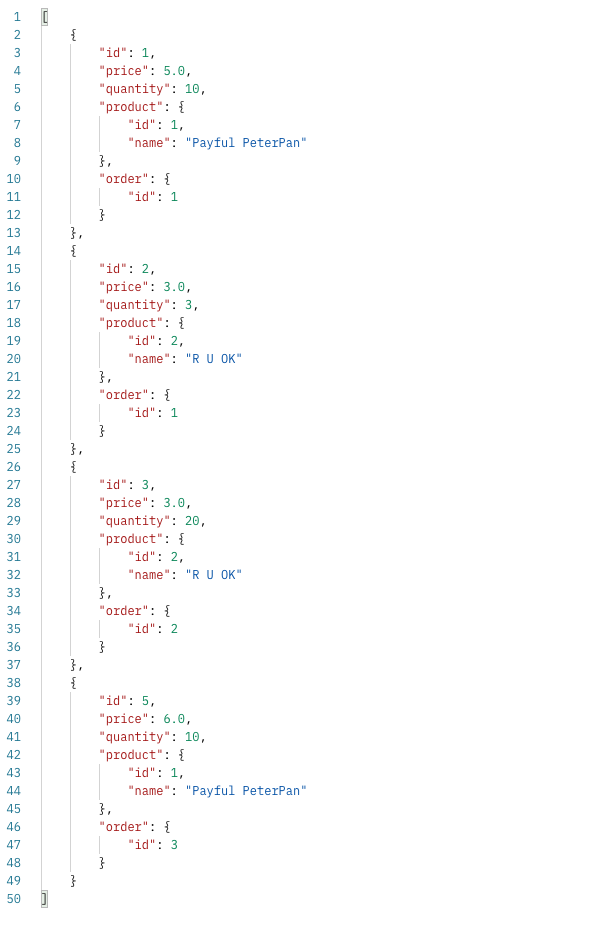 1 [
2     {
3         "id": 1,
4         "price": 5.0,
5         "quantity": 10,
6         "product": {
7             "id": 1,
8             "name": "Payful PeterPan"
9         },
10         "order": {
11             "id": 1
12         }
13     },
14     {
15         "id": 2,
16         "price": 3.0,
17         "quantity": 3,
18         "product": {
19             "id": 2,
20             "name": "R U OK"
21         },
22         "order": {
23             "id": 1
24         }
25     },
26     {
27         "id": 3,
28         "price": 3.0,
29         "quantity": 20,
30         "product": {
31             "id": 2,
32             "name": "R U OK"
33         },
34         "order": {
35             "id": 2
36         }
37     },
38     {
39         "id": 5,
40         "price": 6.0,
41         "quantity": 10,
42         "product": {
43             "id": 1,
44             "name": "Payful PeterPan"
45         },
46         "order": {
47             "id": 3
48         }
49     }
50 ]